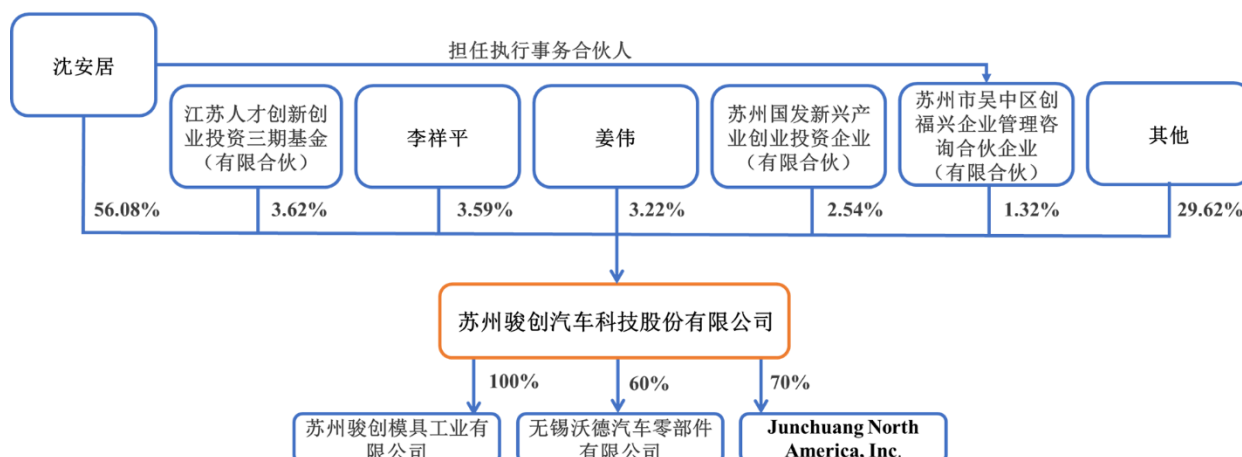 担任执行事务合伙人
沈安居
江苏人才创新创
业投资三期基金
（有限合伙）
李祥平
姜伟
苏州国发新兴产
业创业投资企业
（有限合伙）
苏州市吴中区创
福兴企业管理咨
询合伙企业
（有限合伙）
其他
56.08%
3.62%
3.59%
3.22%
2.54%
1.32%
29.62%
苏州骏创汽车科技股份有限公司
100%
60%
70%
苏州骏创模具工业有
限公司
无锡沃德汽车零部件
有限公司
Junchuang North
America, Inc.